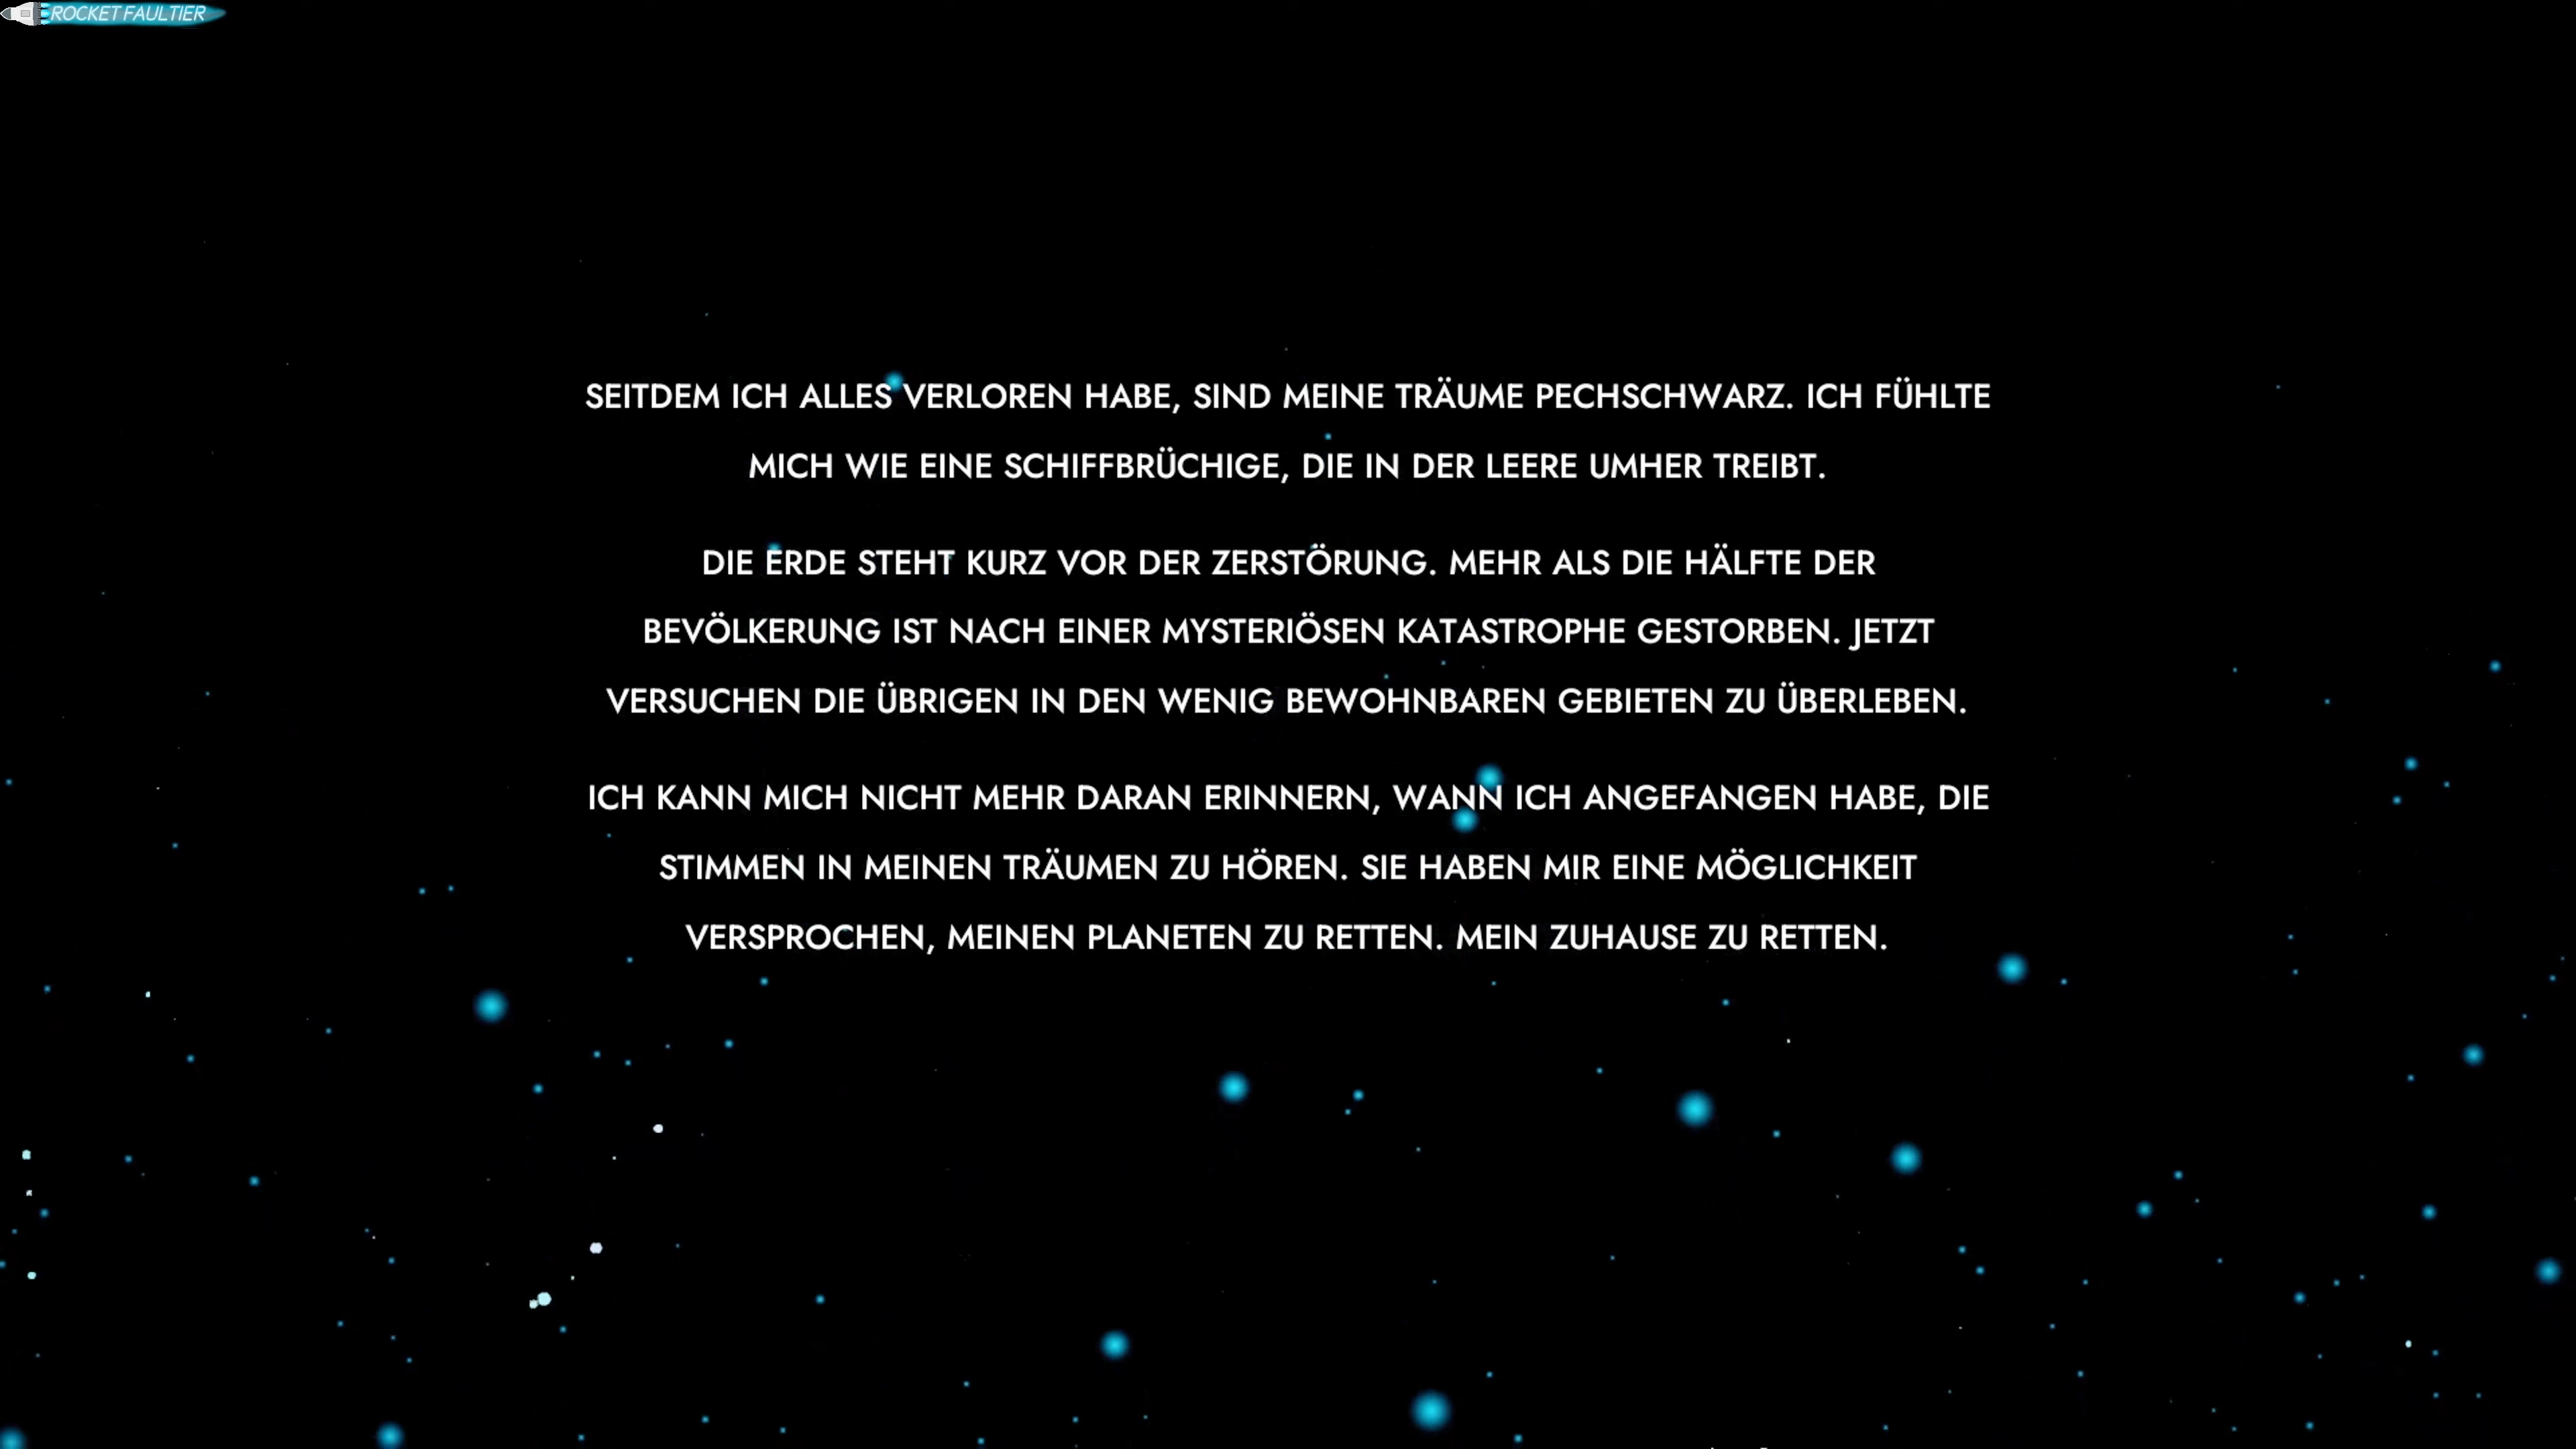 ROCKET FAULTIER
SEITDEM ICH ALLES VERLOREN HABE, SIND MEINE TRÄUME PECHSCHWARZ. ICH FÜHLTE
MICH WIE EINE SCHIFFBRÜCHIGE, DIE IN DER LEERE UMHER TREIBT.
DIE ERDE STEHT KURZ VOR DER ZERSTÖRUNG. MEHR ALS DIE HÄLFTE DER
BEVÖLKERUNG IST NACH EINER MYSTERIÖSEN KATASTROPHE GESTORBEN. JETZT
VERSUCHEN DIE ÜBRIGEN IN DEN WENIG BEWOHNBAREN GEBIETEN ZU ÜBERLEBEN.
ICH KANN MICH NICHT MEHR DARAN ERINNERN, WANN ICH ANGEFANGEN HABE, DIE
STIMMEN IN MEINEN TRÄUMEN ZU HÖREN. SIE HABEN MIR EINE MÖGLICHKEIT
VERSPROCHEN, MEINEN PLANETEN ZU RETTEN. MEIN ZUHAUSE ZU RETTEN.